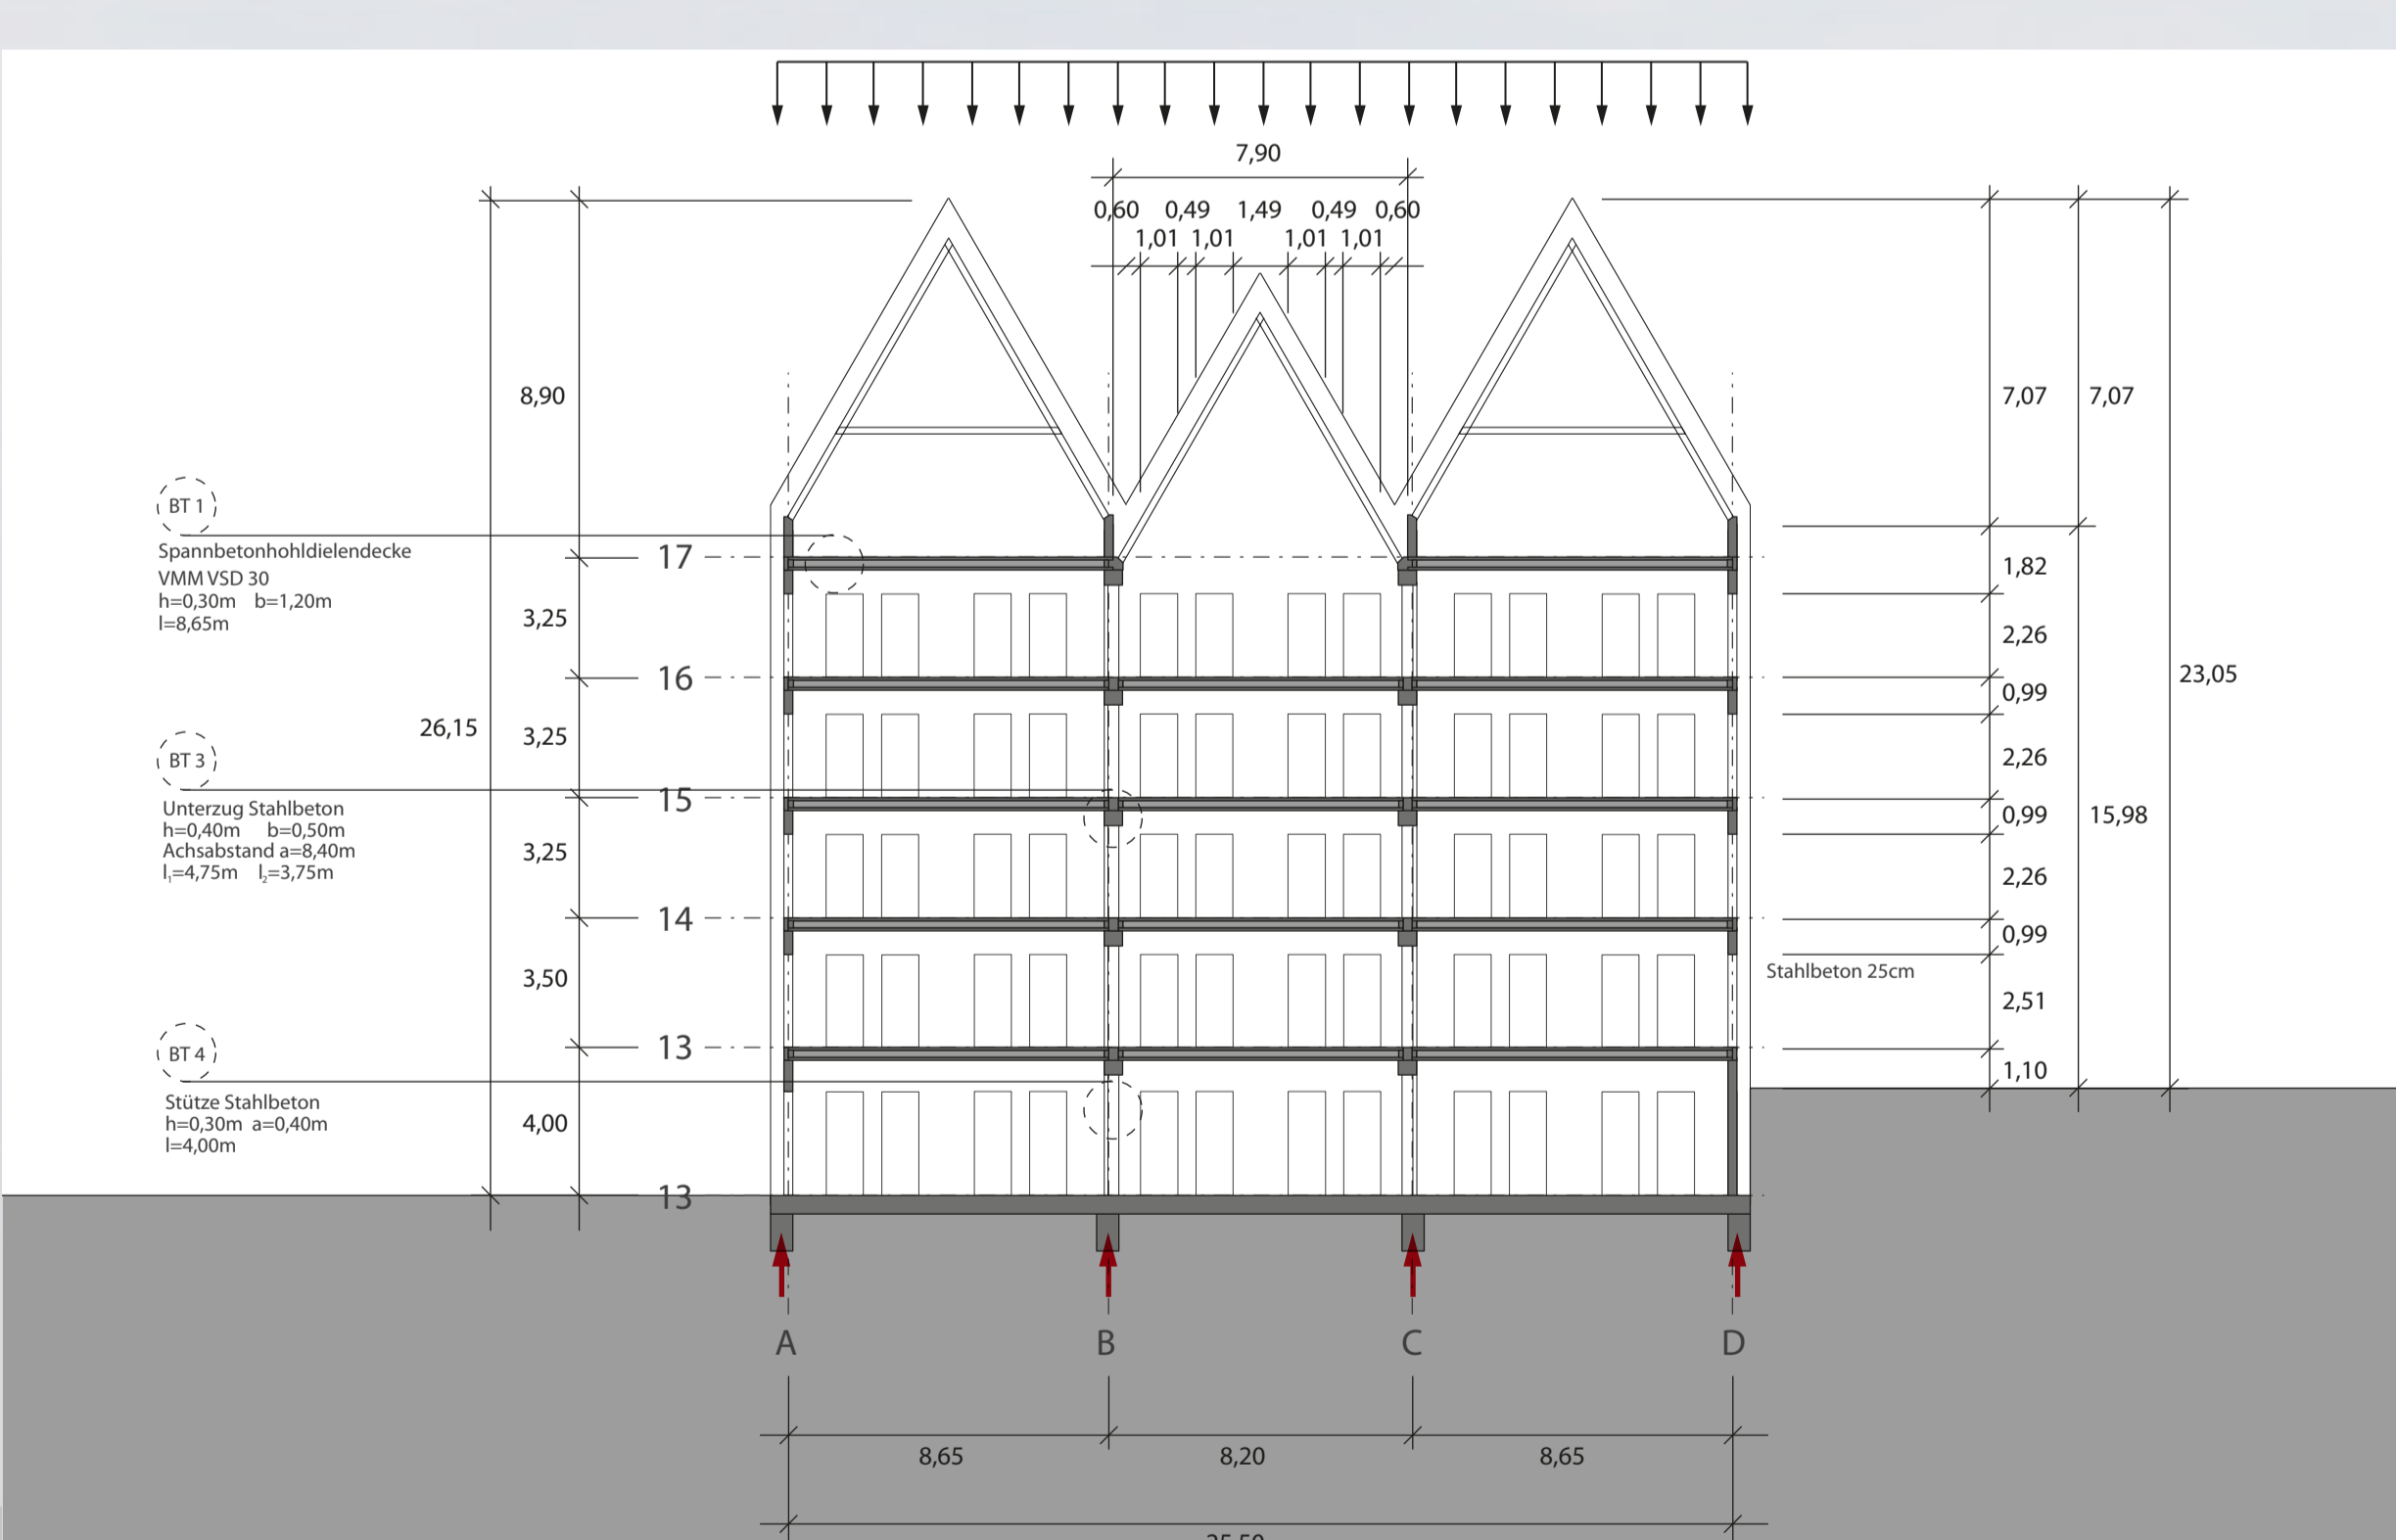 7,90
0,60 0,49 1,49 0,49 0,60
1,01 1,01 1,01 1,01
8,90
7,07 7,07
BT 1
Spannbetonhohldielendecke
VMM VSD 30
h=0,30m b=1,20m
l=8,65m
17
1,82
3,25
2,26
16
0,99
23,05
26,15
3,25
2,26
BT 3
15
Unterzug Stahlbeton
h=0,40m b=0,50m
Achsabstand a=8,40m
l₁=4,75m l₂=3,75m
0,99
15,98
3,25
2,26
14
0,99
Stahlbeton 25cm
3,50
2,51
13
BT 4
1,10
Stütze Stahlbeton
h=0,30m a=0,40m
l=4,00m
4,00
13
A B C D
8,65 8,20 8,65
25,50